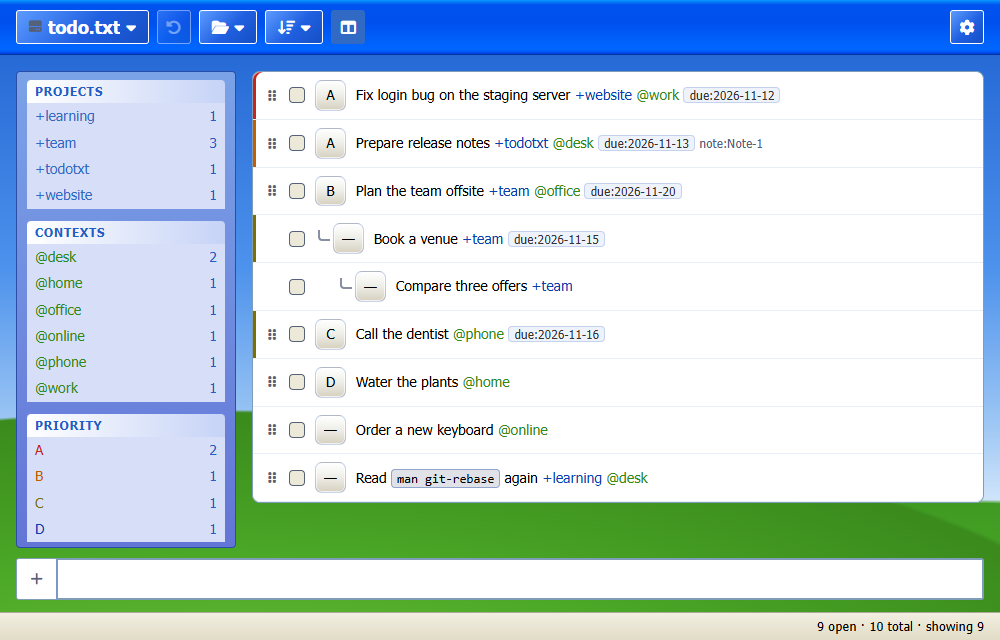 todo.txt
PROJECTS
+learning 1
+team 3
+todotxt 1
+website 1
CONTEXTS
@desk 2
@home 1
@office 1
@online 1
@phone 1
@work 1
PRIORITY
A 2
B 1
C 1
D 1
A Fix login bug on the staging server +website @work due:2026-11-12
A Prepare release notes +todotxt @desk due:2026-11-13 note:Note-1
B Plan the team offsite +team @office due:2026-11-20
— Book a venue +team due:2026-11-15
— Compare three offers +team
C Call the dentist @phone due:2026-11-16
D Water the plants @home
— Order a new keyboard @online
— Read man git-rebase again +learning @desk
+
9 open · 10 total · showing 9